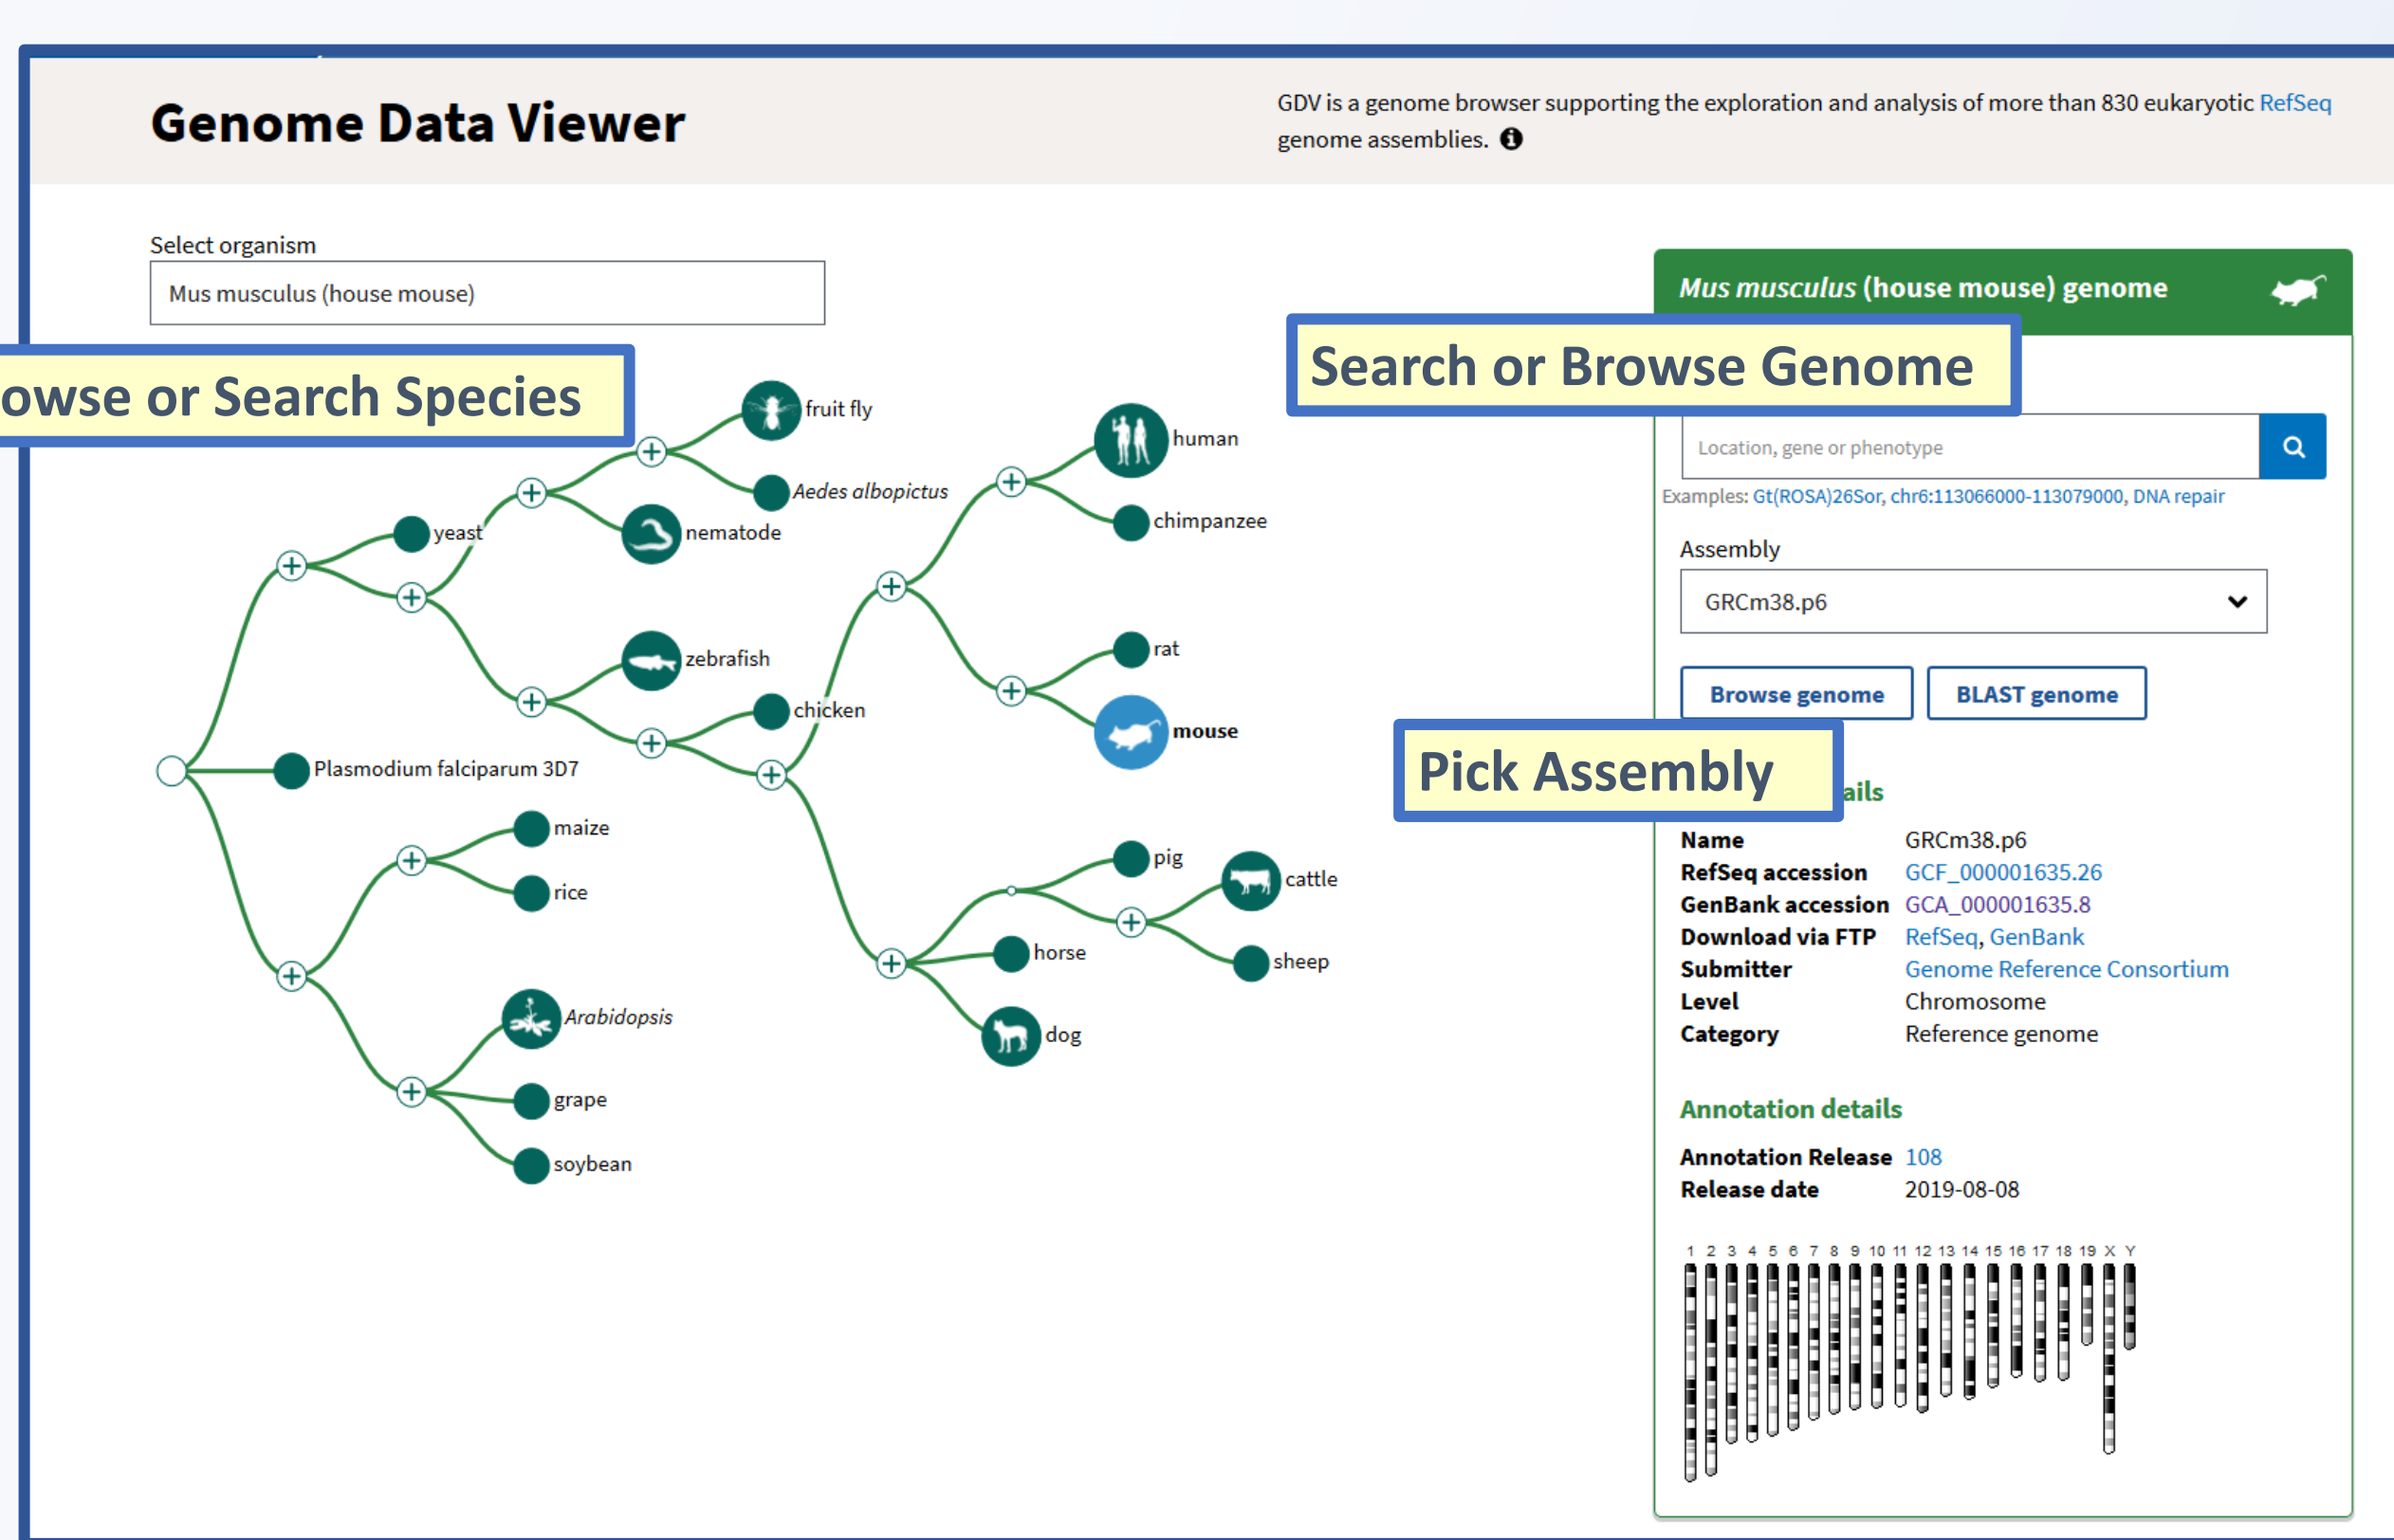 Genome Data Viewer
GDV is a genome browser supporting the exploration and analysis of more than 830 eukaryotic RefSeq
genome assemblies.
Select organism
Mus musculus (house mouse)
owse or Search Species
fruit fly
Aedes albopictus
yeast
nematode
zebrafish
chicken
human
chimpanzee
rat
mouse
Plasmodium falciparum 3D7
maize
rice
pig
cattle
horse
sheep
dog
Arabidopsis
grape
soybean
Mus musculus (house mouse) genome
Search or Browse Genome
Location, gene or phenotype
Examples: Gt(ROSA)26Sor, chr6:113066000-113079000, DNA repair
Assembly
GRCm38.p6
Browse genome BLAST genome
Pick Assembly
ails
Name GRCm38.p6
RefSeq accession GCF_000001635.26
GenBank accession GCA_000001635.8
Download via FTP RefSeq, GenBank
Submitter Genome Reference Consortium
Level Chromosome
Category Reference genome
Annotation details
Annotation Release 108
Release date 2019-08-08
1 2 3 4 5 6 7 8 9 10 11 12 13 14 15 16 17 18 19 X Y